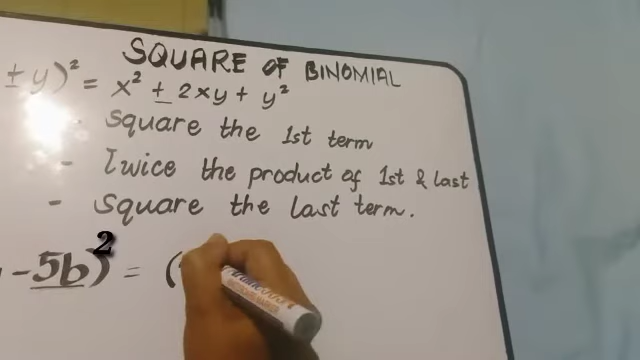 SQUARE OF BINOMIAL
± y)² = x² ± 2xy + y²
- square the 1st term
- Twice the product of 1st & last
- square the last term.
- 5b)² = (